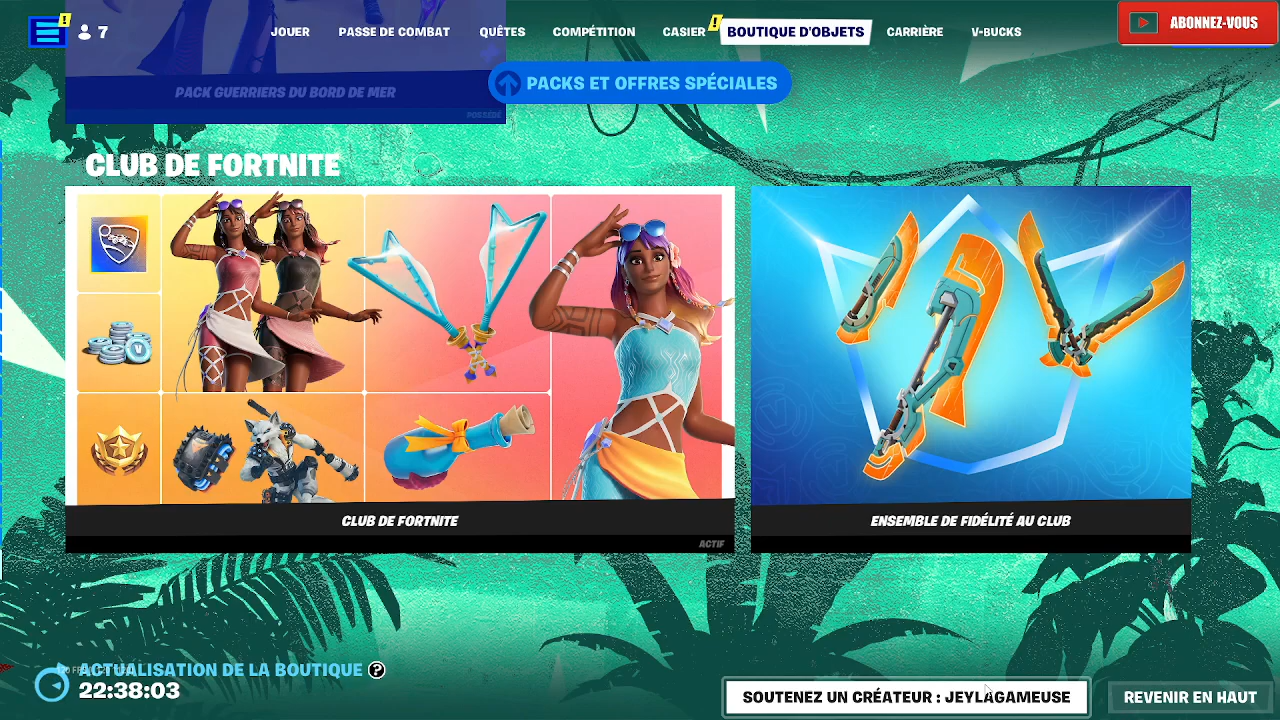 !
7
JOUER
PASSE DE COMBAT
QUÊTES
COMPÉTITION
CASIER
!
BOUTIQUE D'OBJETS
CARRIÈRE
V-BUCKS
ABONNEZ-VOUS
PACK GUERRIERS DU BORD DE MER
POSSÉDÉ
PACKS ET OFFRES SPÉCIALES
CLUB DE FORTNITE
CLUB DE FORTNITE
ACTIF
ENSEMBLE DE FIDÉLITÉ AU CLUB
ACTUALISATION DE LA BOUTIQUE ?
22:38:03
SOUTENEZ UN CRÉATEUR : JEYLAGAMEUSE
REVENIR EN HAUT